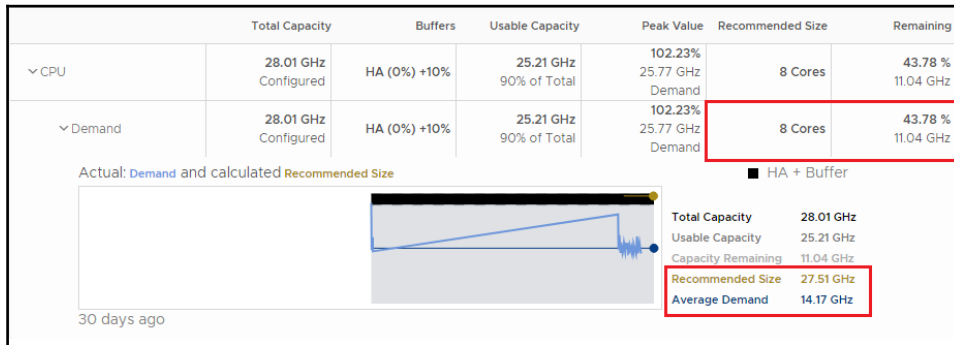 Total Capacity Buffers Usable Capacity Peak Value Recommended Size Remaining
CPU
28.01 GHz
Configured
HA (0%) +10%
25.21 GHz
90% of Total
102.23%
25.77 GHz
Demand
8 Cores
43.78 %
11.04 GHz
Demand
28.01 GHz
Configured
HA (0%) +10%
25.21 GHz
90% of Total
102.23%
25.77 GHz
Demand
8 Cores
43.78 %
11.04 GHz
Actual: Demand and calculated Recommended Size
HA + Buffer
Total Capacity 28.01 GHz
Usable Capacity 25.21 GHz
Capacity Remaining 11.04 GHz
Recommended Size 27.51 GHz
Average Demand 14.17 GHz
30 days ago